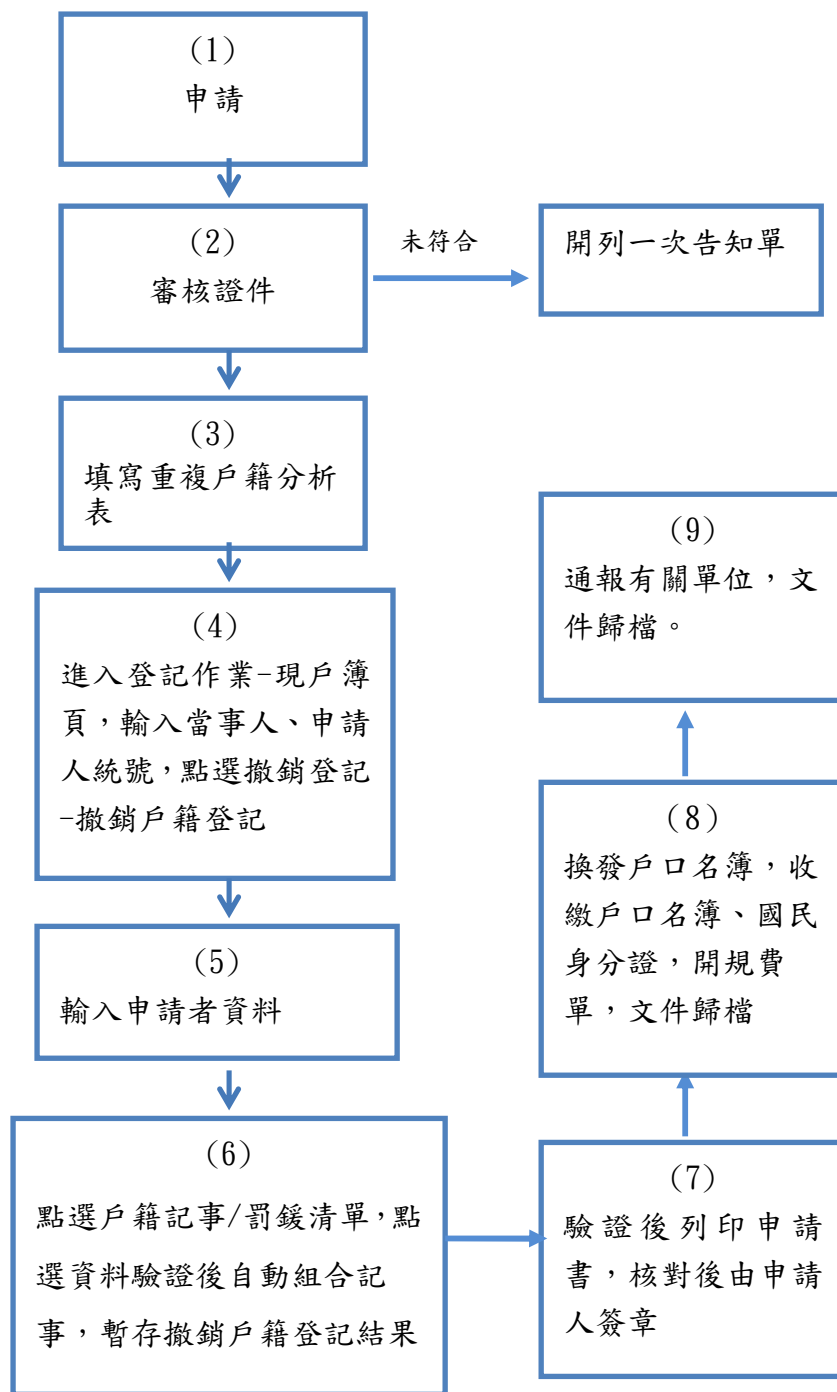 (1)
申請
(2)
審核證件
未符合
開列一次告知單
(3)
填寫重複戶籍分析
表
(4)
進入登記作業-現戶簿
頁，輸入當事人、申請
人統號，點選撤銷登記
-撤銷戶籍登記
(5)
輸入申請者資料
(6)
點選戶籍記事/罰鍰清單，點
選資料驗證後自動組合記
事，暫存撤銷戶籍登記結果
(7)
驗證後列印申請
書，核對後由申請
人簽章
(8)
換發戶口名簿，收
繳戶口名簿、國民
身分證，開規費
單，文件歸檔
(9)
通報有關單位，文
件歸檔。